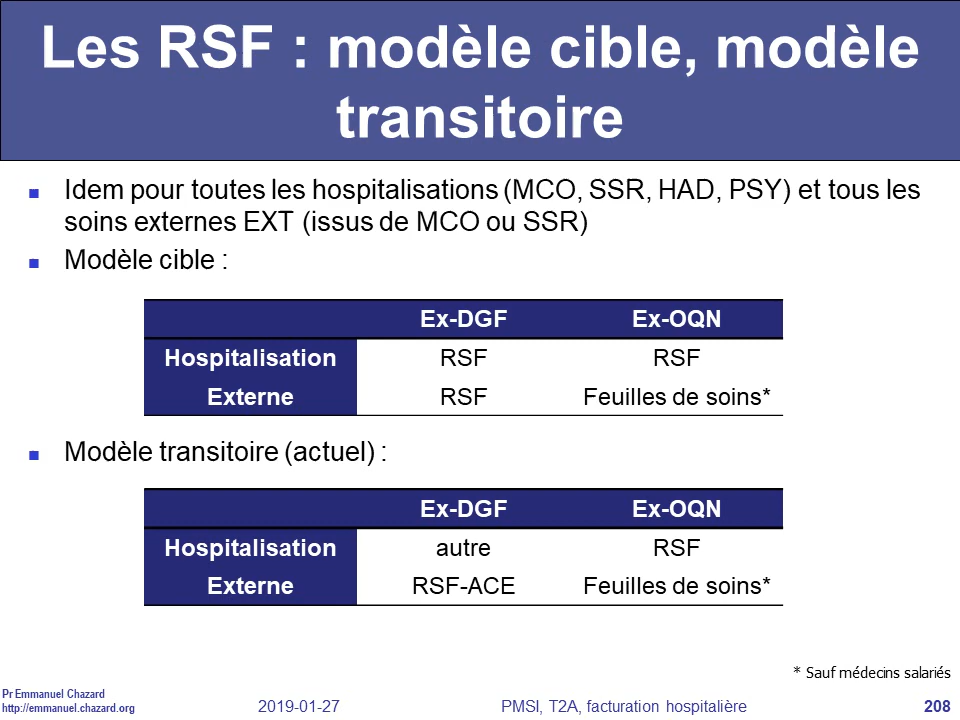 Les RSF : modèle cible, modèle
transitoire
Idem pour toutes les hospitalisations (MCO, SSR, HAD, PSY) et tous les
soins externes EXT (issus de MCO ou SSR)
Modèle cible :
Ex-DGF Ex-OQN
Hospitalisation RSF RSF
Externe RSF Feuilles de soins*
Modèle transitoire (actuel) :
Ex-DGF Ex-OQN
Hospitalisation autre RSF
Externe RSF-ACE Feuilles de soins*
* Sauf médecins salariés
Pr Emmanuel Chazard
http://emmanuel.chazard.org 2019-01-27 PMSI, T2A, facturation hospitalière 208